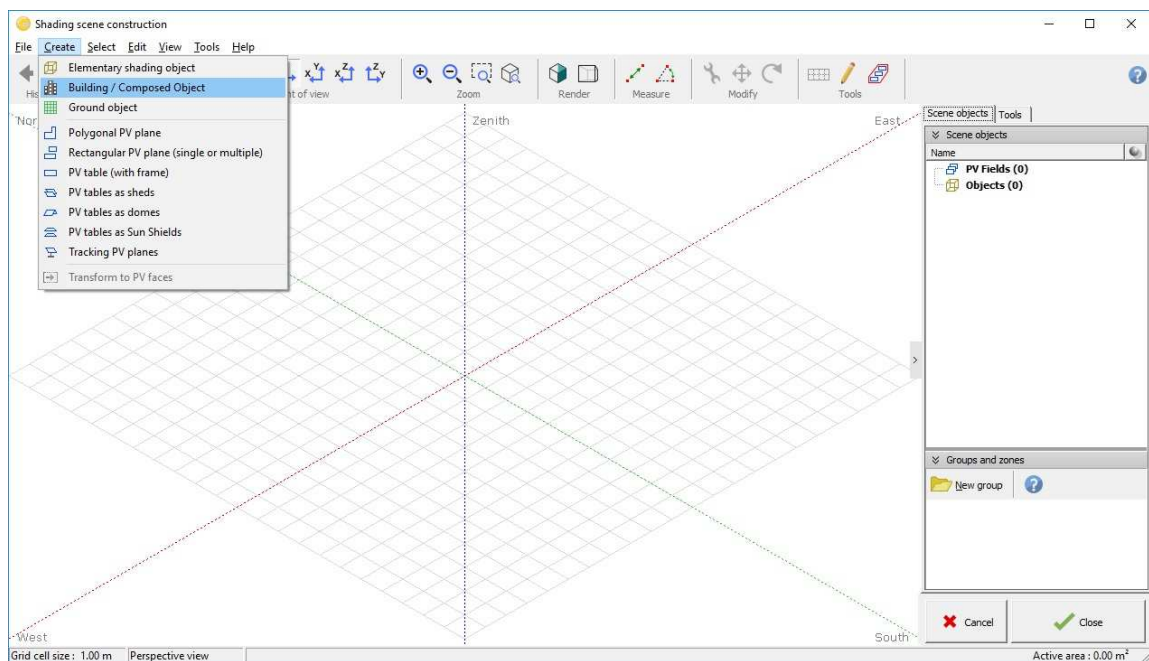 Shading scene construction
File Create Select Edit View Tools Help
Elementary shading object
Building / Composed Object
Ground object
Polygonal PV plane
Rectangular PV plane (single or multiple)
PV table (with frame)
PV tables as sheds
PV tables as domes
PV tables as Sun Shields
Tracking PV planes
Transform to PV faces
X Y
X Z
Z Y
His
nt of view
Zoom
Render
Measure
Modify
Tools
Nor
Zenith
East
West
South
Scene objects Tools
Scene objects
Name
PV Fields (0)
Objects (0)
Groups and zones
New group
Cancel
Close
Grid cell size : 1.00 m Perspective view Active area : 0.00 m²